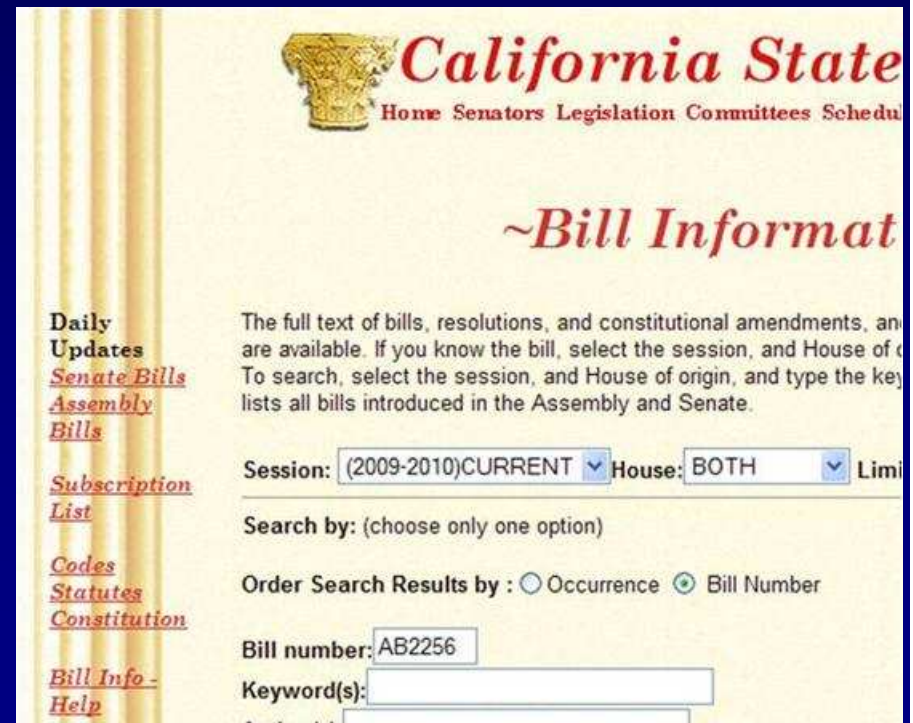 California State
Home Senators Legislation Committees Schedul
~Bill Informat
Daily
Updates
Senate Bills
Assembly
Bills
Subscription
List
Codes
Statutes
Constitution
Bill Info -
Help
The full text of bills, resolutions, and constitutional amendments, an
are available. If you know the bill, select the session, and House of
To search, select the session, and House of origin, and type the key
lists all bills introduced in the Assembly and Senate.
Session: (2009-2010)CURRENT House: BOTH Limi
Search by: (choose only one option)
Order Search Results by : Occurrence Bill Number
Bill number: AB2256
Keyword(s):